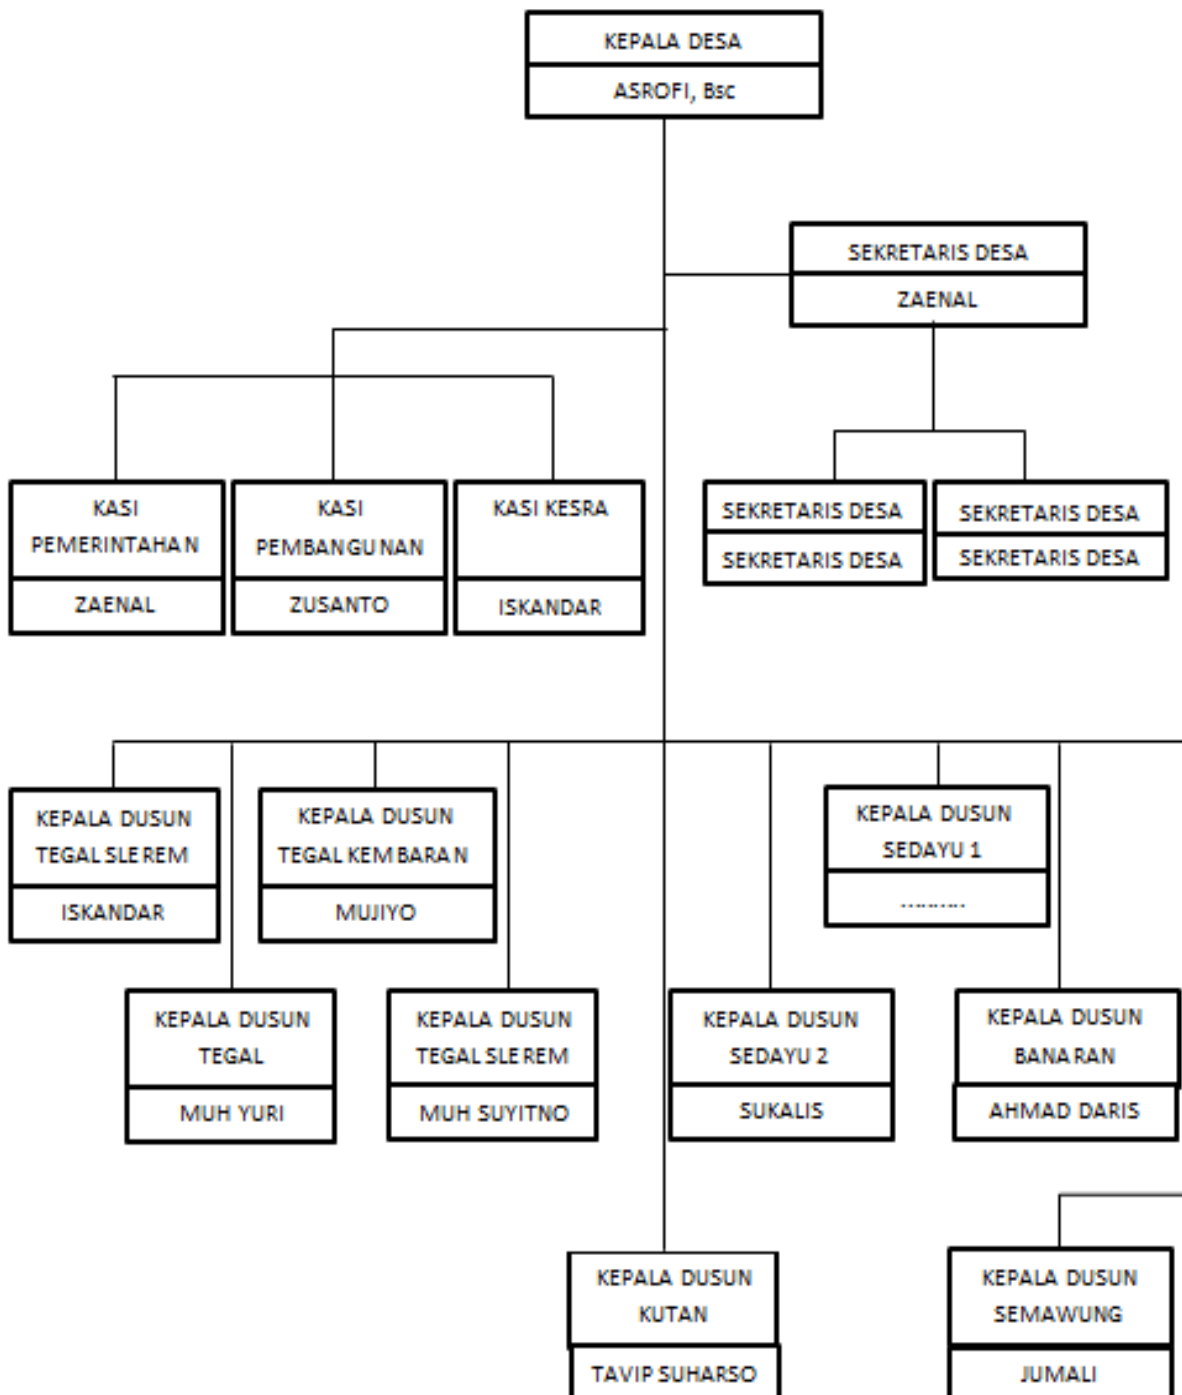 KEPALA DESA
ASROFI, Bsc
SEKRETARIS DESA
ZAENAL
KASI
PEMERINTAHAN
ZAENAL
KASI
PEMBANGUNAN
ZUSANTO
KASI KESRA
ISKANDAR
SEKRETARIS DESA
SEKRETARIS DESA
SEKRETARIS DESA
SEKRETARIS DESA
KEPALA DUSUN
TEGAL SLEREM
ISKANDAR
KEPALA DUSUN
TEGAL KEMBARAN
MUJIYO
KEPALA DUSUN
SEDAYU 1
...........
KEPALA DUSUN
TEGAL
MUH YURI
KEPALA DUSUN
TEGAL SLEREM
MUH SUYITNO
KEPALA DUSUN
SEDAYU 2
SUKALIS
KEPALA DUSUN
BANARAN
AHMAD DARIS
KEPALA DUSUN
KUTAN
TAVIP SUHARSO
KEPALA DUSUN
SEMAWUNG
JUMALI